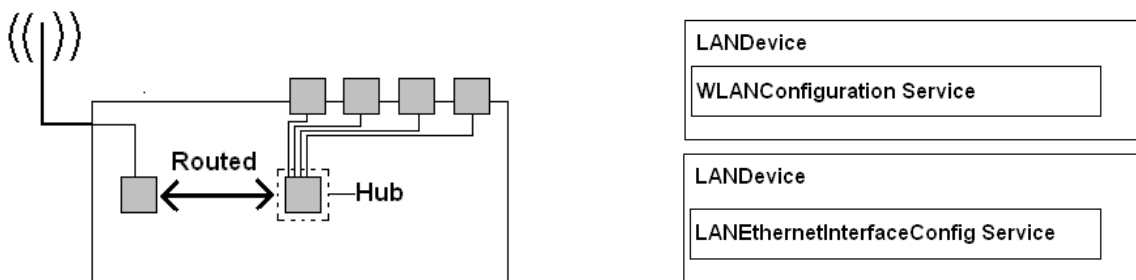 Routed
Hub
LANDevice
WLANConfiguration Service
LANDevice
LANEthernetInterfaceConfig Service